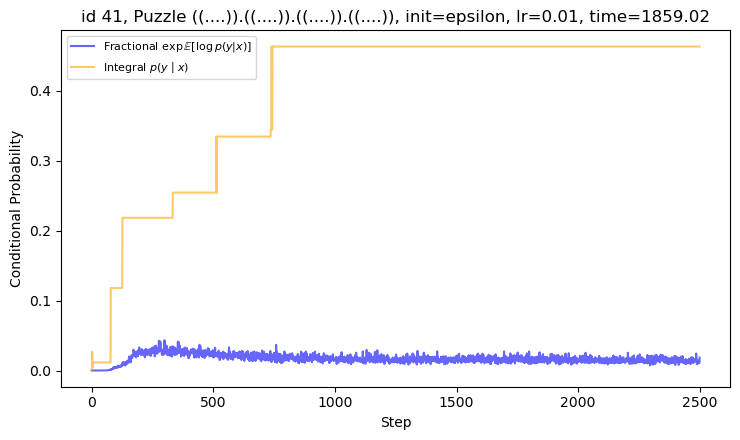 id 41, Puzzle ((....)).((....)).((....)).((....)), init=epsilon, lr=0.01, time=1859.02
Fractional exp𝔼[log p(y|x)]
Integral p(y | x)
Conditional Probability
0.4
0.3
0.2
0.1
0.0
0
500
1000
1500
2000
2500
Step